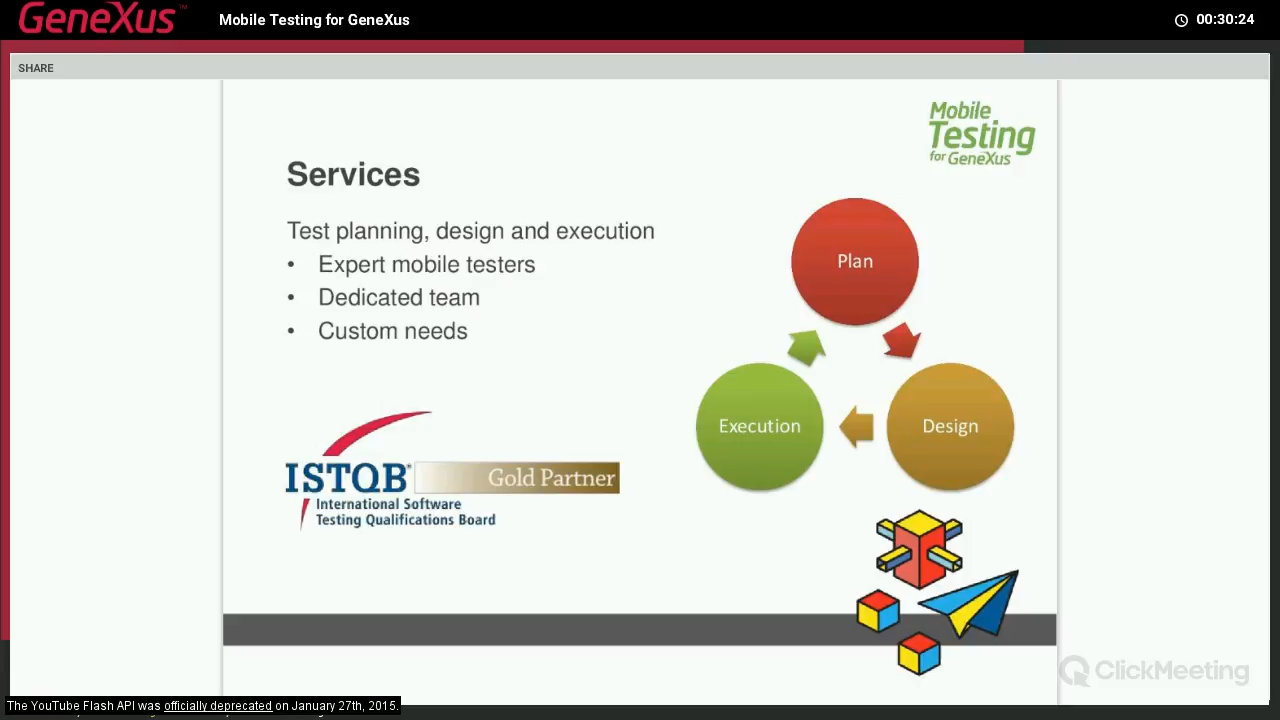 GeneXus™
Mobile Testing for GeneXus
00:30:24
SHARE
Mobile
Testing
for GeneXus
Services
Test planning, design and execution
• Expert mobile testers
• Dedicated team
• Custom needs
Plan
Execution
Design
ISTQB® Gold Partner
International Software
Testing Qualifications Board
ClickMeeting
The YouTube Flash API was officially deprecated on January 27th, 2015.